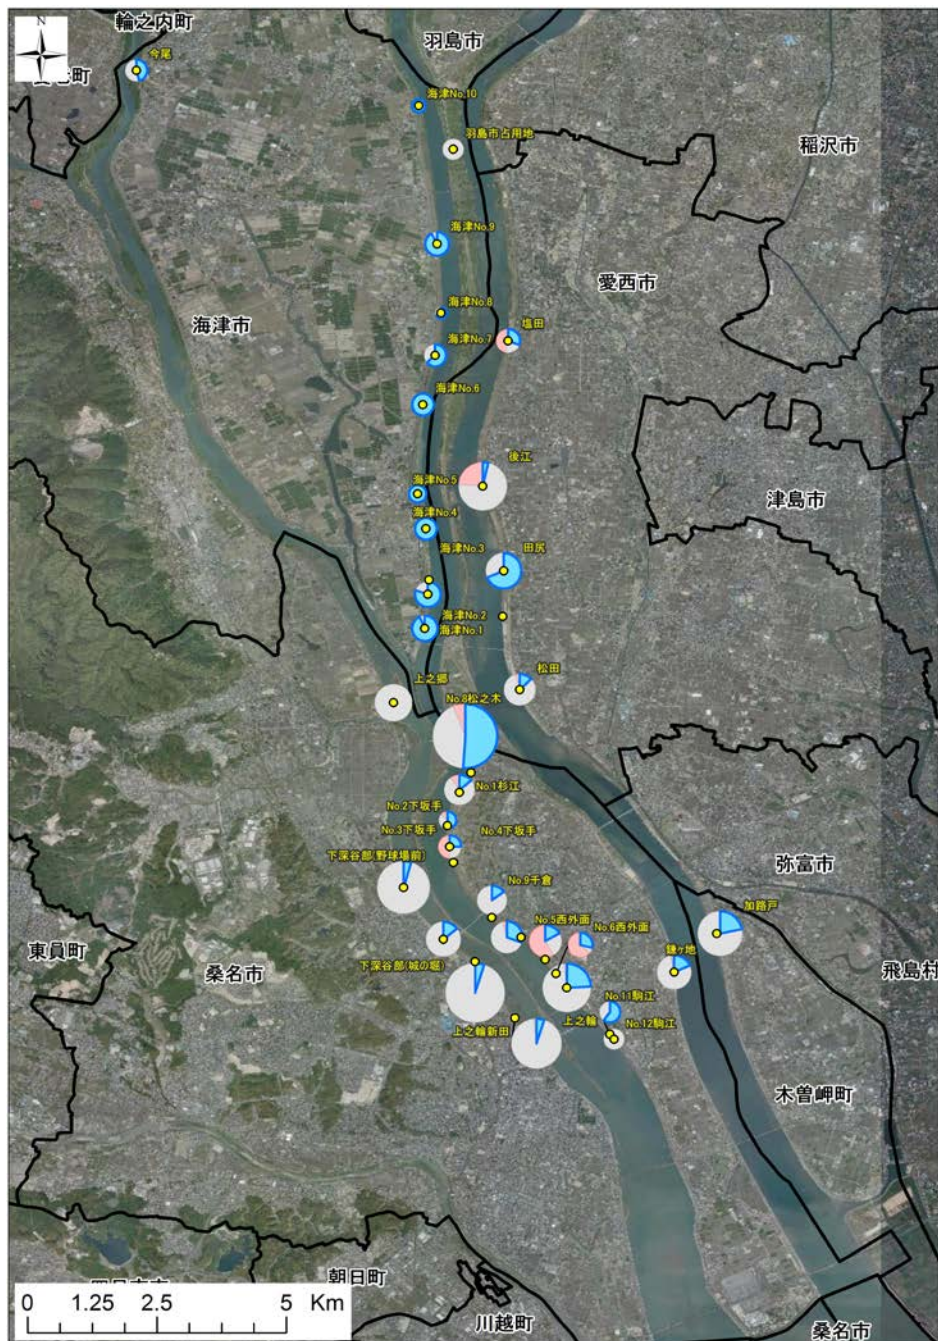 輪之内町
N
羽島市
今尾
海津No.10
羽島市占用地
稲沢市
海津No.9
愛西市
海津No.8
海津市
塩田
海津No.7
海津No.6
後江
海津No.5
津島市
海津No.4
海津No.3
田尻
海津No.2
海津No.1
松田
上之郷
No.8松之木
No.1杉江
No.2下坂手
No.3下坂手
No.4下坂手
下深谷部(野球場前)
弥富市
No.9千倉
加路戸
No.5西外面
No.6西外面
東員町
桑名市
鎌ヶ地
飛島村
下深谷部(城の堀)
No.11駒江
上之輪新田
上之輪
No.12駒江
木曽岬町
朝日町
0 1.25 2.5 5 Km
川越町
桑名市